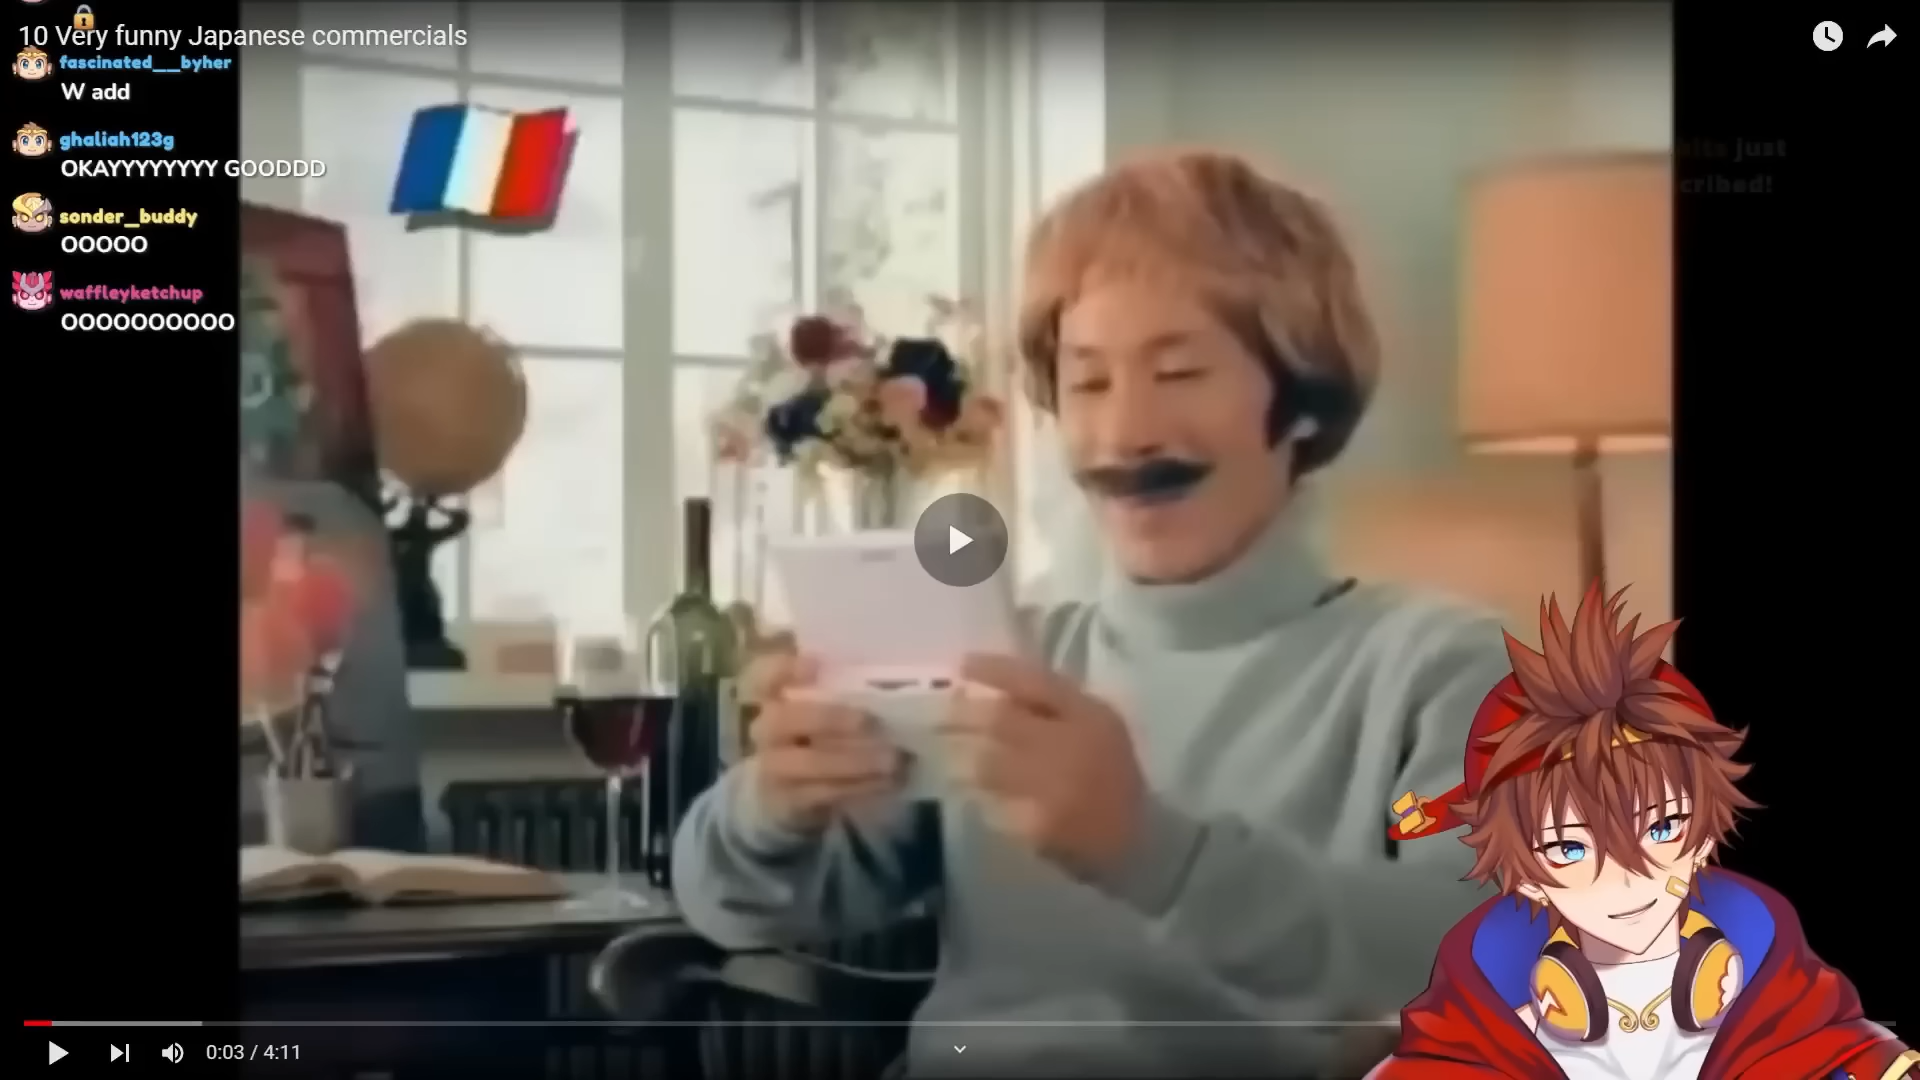 10 Very funny Japanese commercials
fascinated__byher
W add
ghaliah123g
OKAYYYYYYYY GOODDD
sonder_buddy
OOOOO
waffleyketchup
OOOOOOOOOO
just
cribed!
0:03 / 4:11